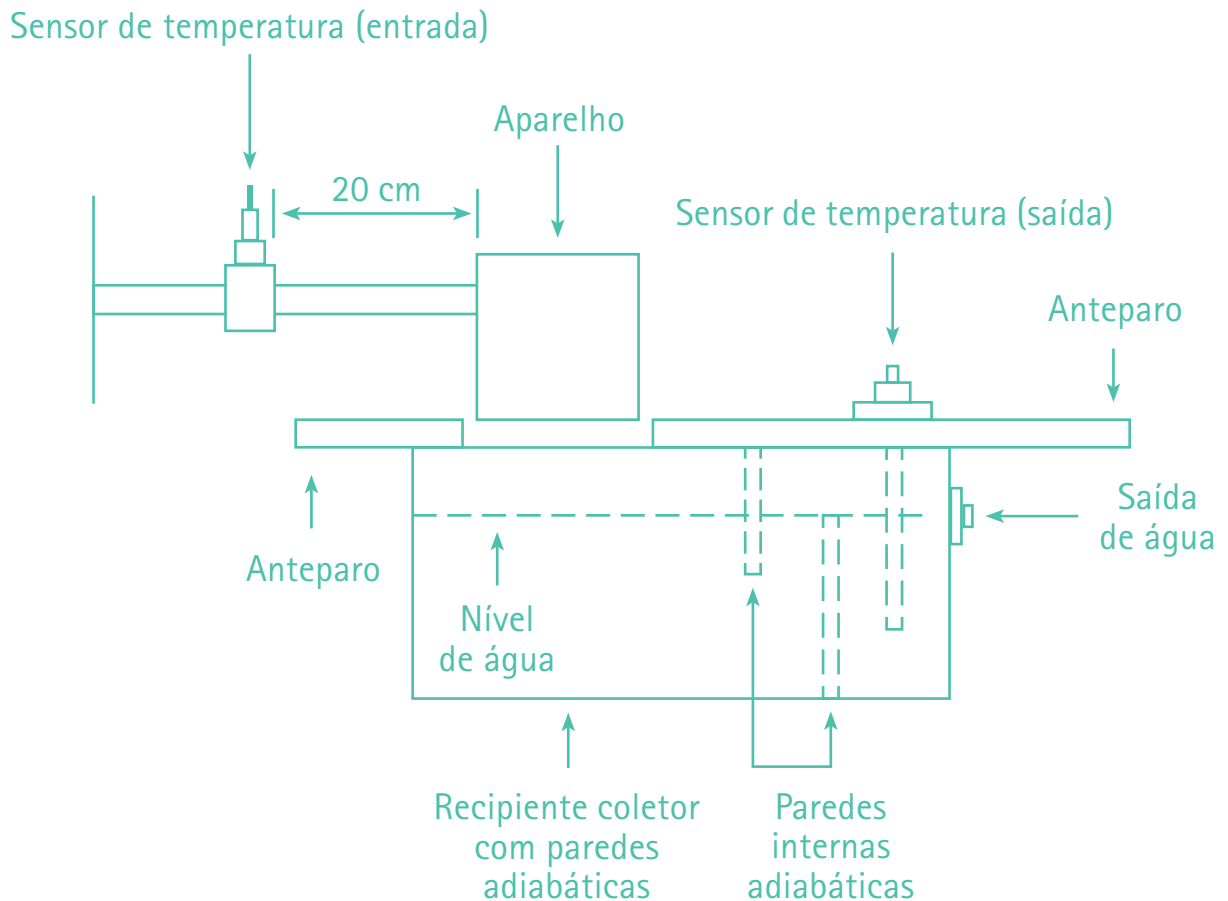 Sensor de temperatura (entrada)
Aparelho
20 cm
Sensor de temperatura (saída)
Anteparo
Saída
de água
Anteparo
Nível
de água
Recipiente coletor
com paredes
adiabáticas
Paredes
internas
adiabáticas